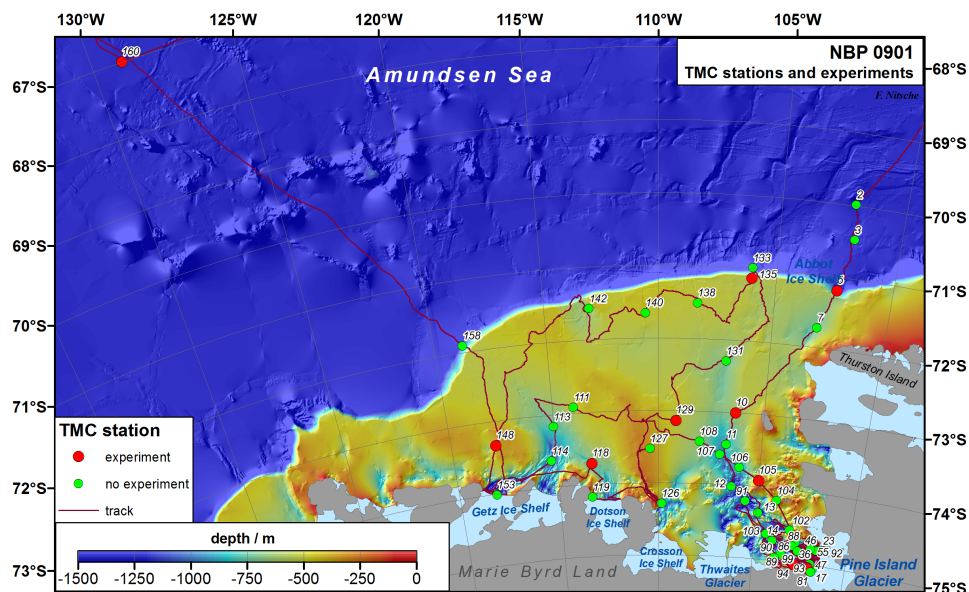 130°W 125°W 120°W 115°W 110°W 105°W
NBP 0901
TMC stations and experiments
F. Nitsche
Amundsen Sea
67°S
68°S
69°S
70°S
71°S
72°S
73°S
68°S
69°S
70°S
71°S
72°S
73°S
74°S
75°S
160
2
3
Abbot
Ice Shelf
5
7
133
135
138
140
142
158
131
Thurston Island
10
129
111
113
114
148
153
118
119
127
126
108
107
11
106
105
12
91
104
13
103
14
102
88
46
23
90
86
36
55
92
89
99
93
47
94
81
17
Getz Ice Shelf
Dotson
Ice Shelf
Crosson
Ice Shelf
Thwaites
Glacier
Pine Island
Glacier
Marie Byrd Land
TMC station
experiment
no experiment
track
depth / m
-1500 -1250 -1000 -750 -500 -250 0